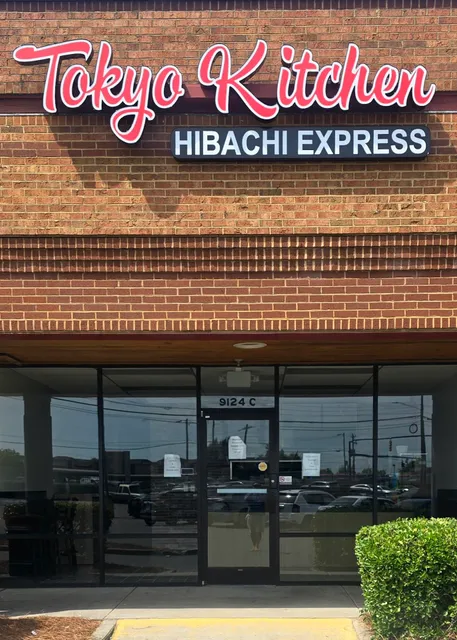 Tokyo Kitchen
HIBACHI EXPRESS
9124 C